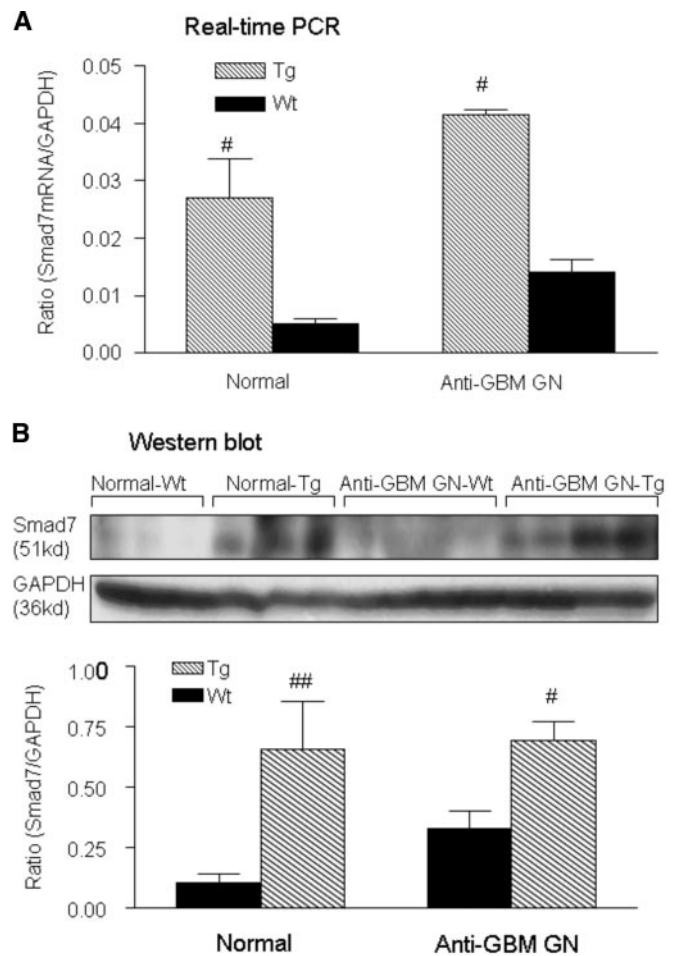 A
Real-time PCR
Ratio (Smad7mRNA/GAPDH)
0.05
0.04
0.03
0.02
0.01
0.00
Tg
Wt
#
#
Normal
Anti-GBM GN
B
Western blot
Normal-Wt Normal-Tg Anti-GBM GN-Wt Anti-GBM GN-Tg
Smad7
(51kd)
GAPDH
(36kd)
Ratio (Smad7/GAPDH)
1.00
0.75
0.50
0.25
0.00
Tg
Wt
##
#
Normal
Anti-GBM GN